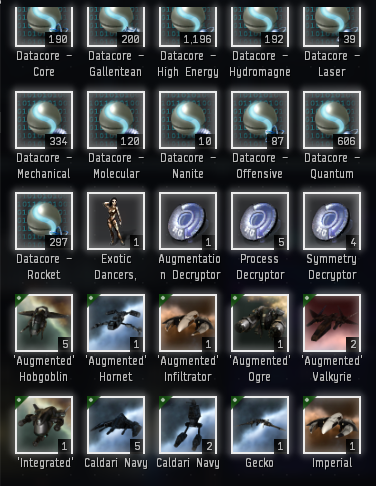 190 200 1,196 192 39
Datacore - Datacore - Datacore - Datacore - Datacore -
Core Gallentean High Energy Hydromagne Laser
334 120 10 87 606
Datacore - Datacore - Datacore - Datacore - Datacore -
Mechanical Molecular Nanite Offensive Quantum
297 1 1 5 4
Datacore - Exotic Augmentatio Process Symmetry
Rocket Dancers, n Decryptor Decryptor Decryptor
5 1 1 1 2
'Augmented' 'Augmented' 'Augmented' 'Augmented' 'Augmented'
Hobgoblin Hornet Infiltrator Ogre Valkyrie
1 5 2 1 1
'Integrated' Caldari Navy Caldari Navy Gecko Imperial